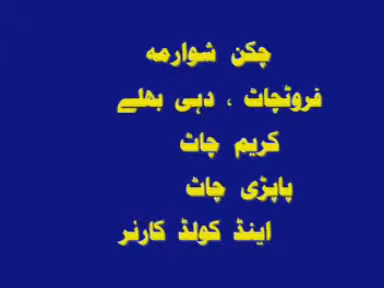 چکن شوارمہ
فروٹچاٹ ، دہی بھلے
کریم چاٹ
پاپڑی چاٹ
اینڈ کولڈ کارنر